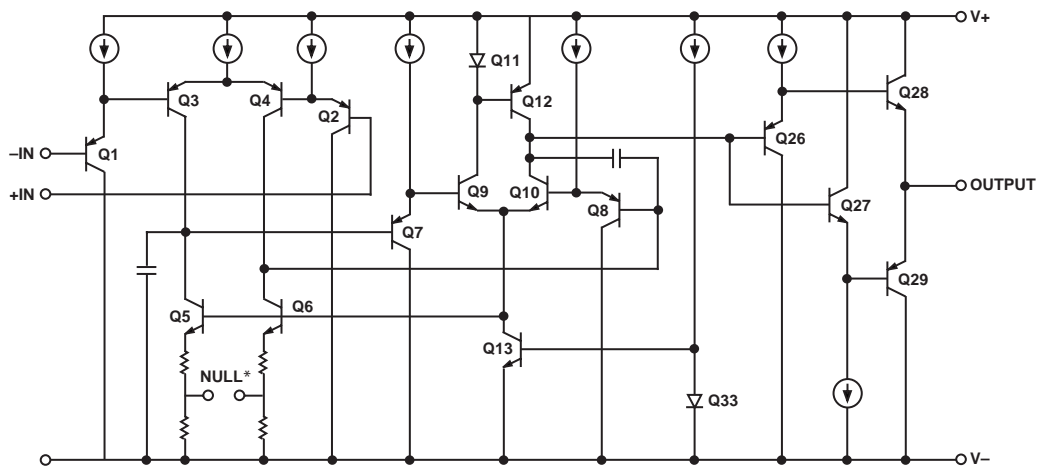 V+
Q11
Q3
Q4
Q2
Q12
Q28
Q26
–IN
Q1
+IN
Q9
Q10
Q8
OUTPUT
Q27
Q7
Q29
Q5
Q6
Q13
NULL*
Q33
V–